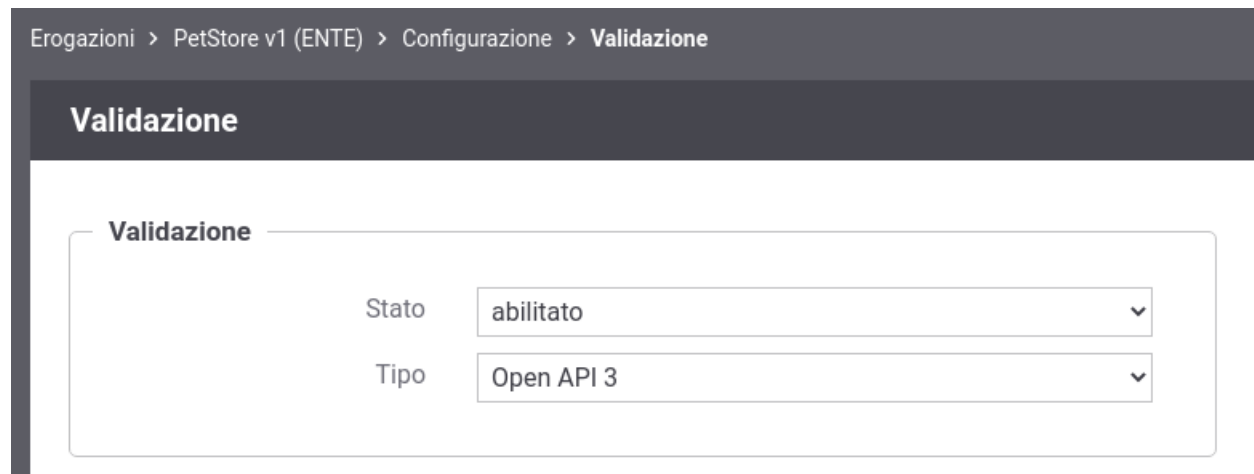 Erogazioni > PetStore v1 (ENTE) > Configurazione > Validazione
Validazione
Validazione
Stato abilitato
Tipo Open API 3